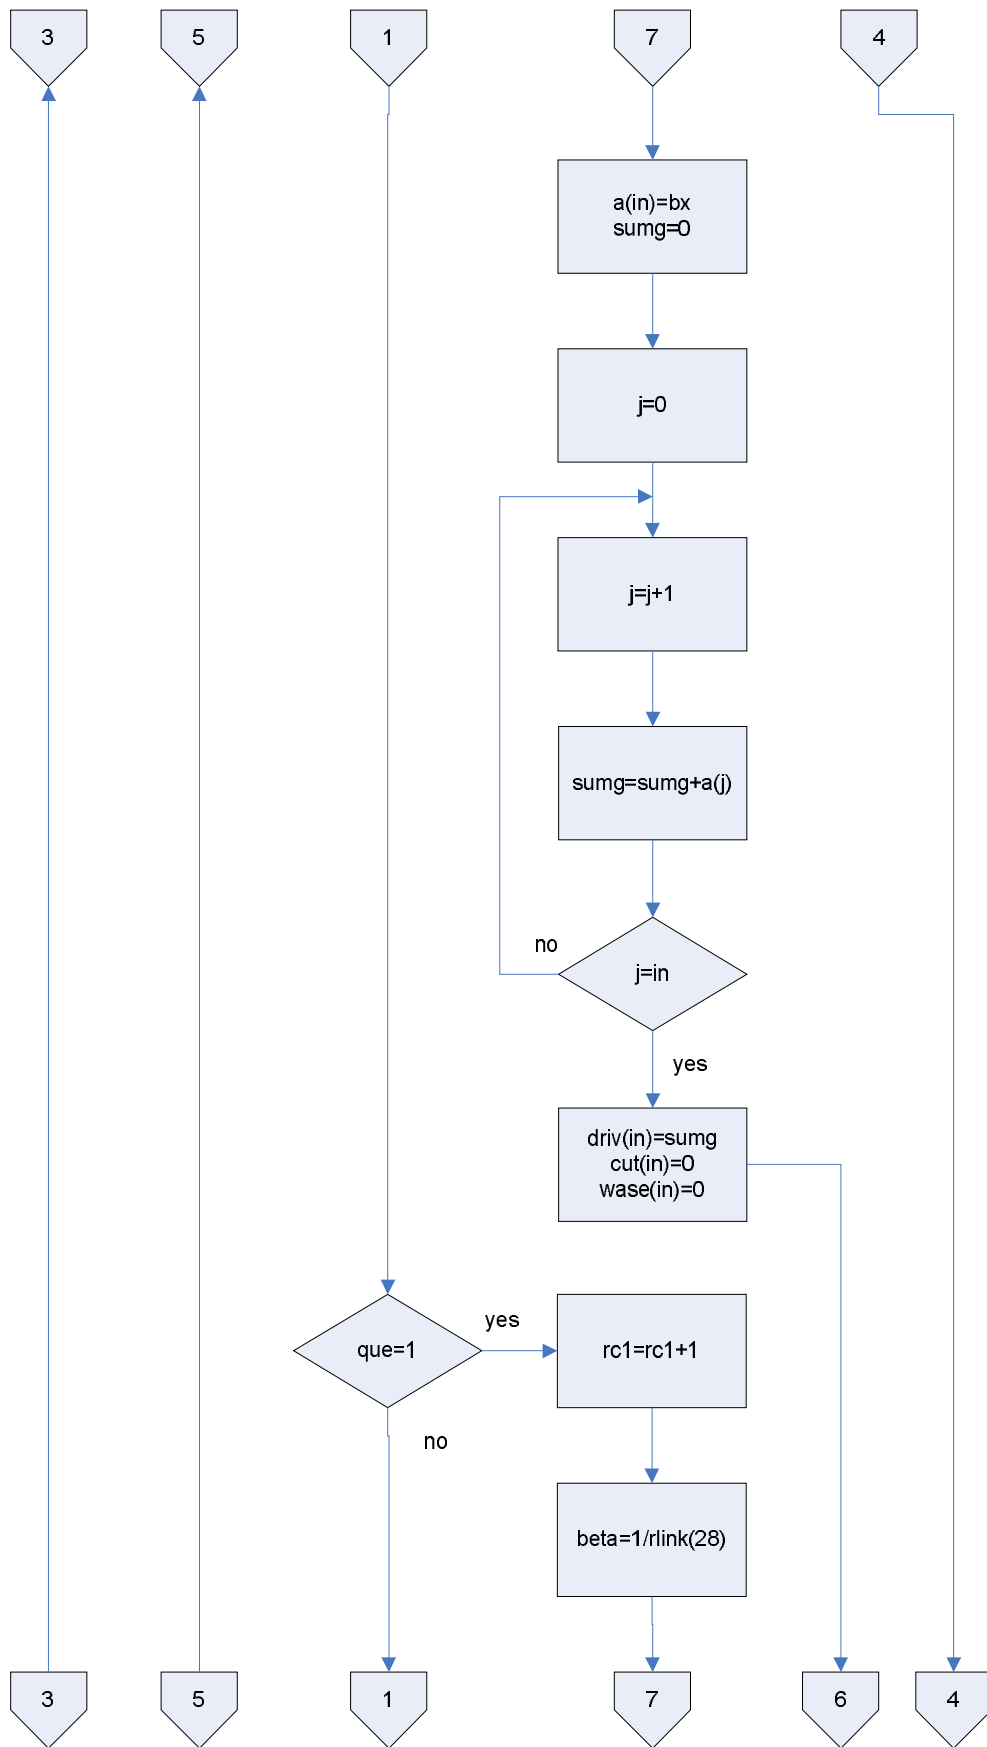 3
5
1
7
4
a(in)=bx
sumg=0
j=0
j=j+1
sumg=sumg+a(j)
no
j=in
yes
driv(in)=sumg
cut(in)=0
wase(in)=0
que=1
yes
rc1=rc1+1
no
beta=1/rlink(28)
3
5
1
7
6
4